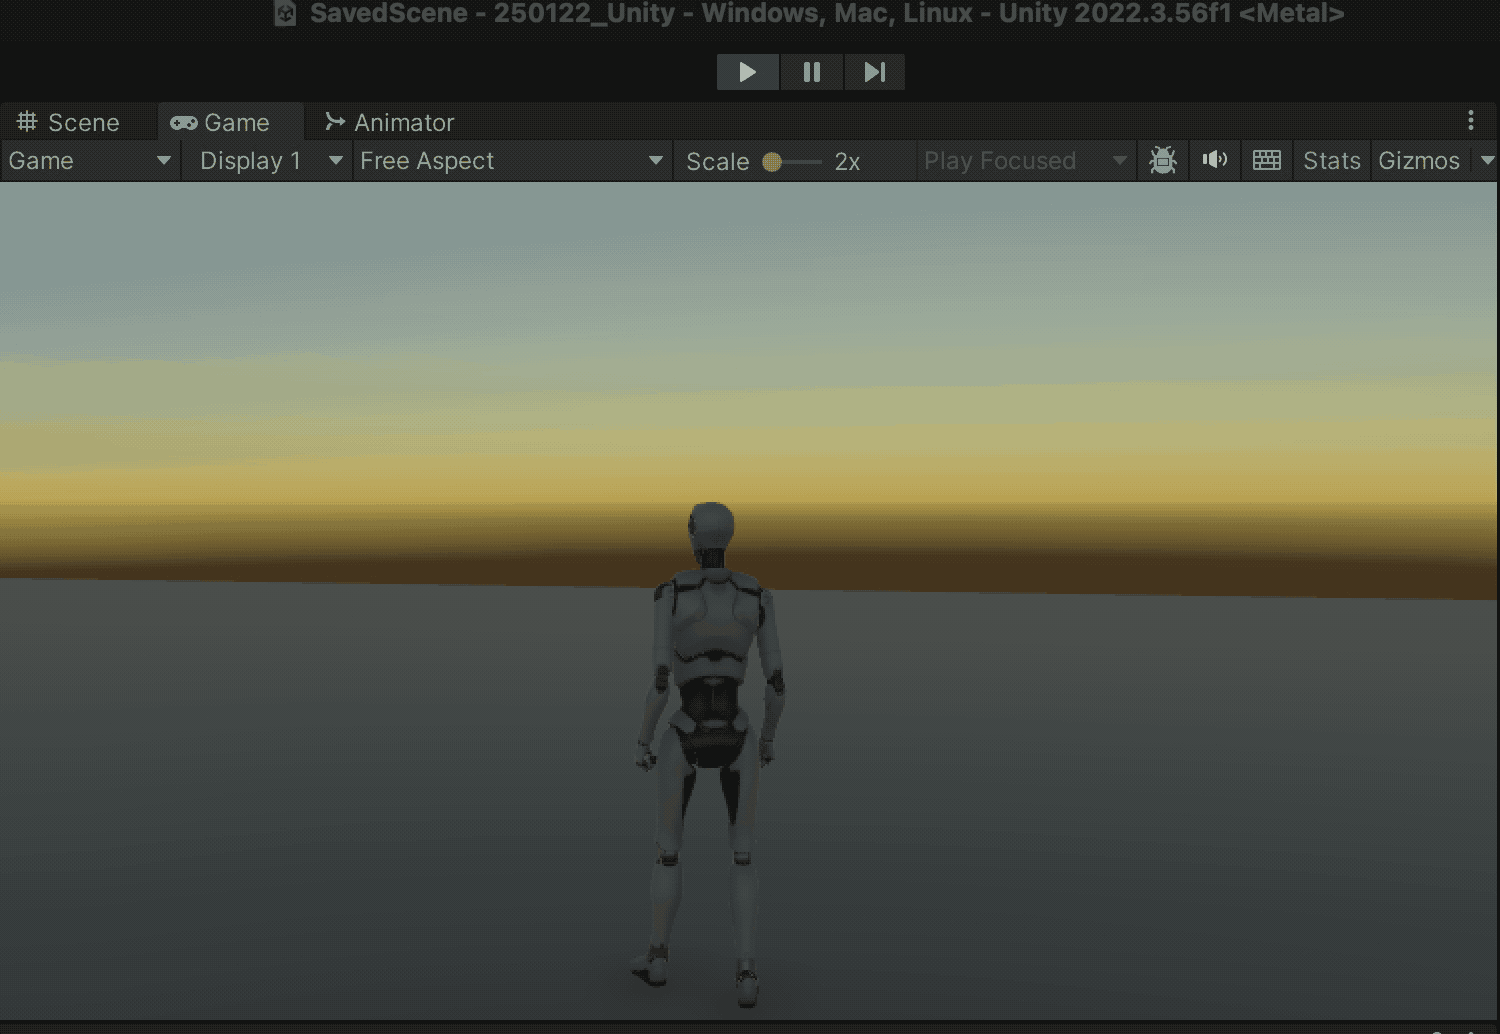 SavedScene - 250122_Unity - Windows, Mac, Linux - Unity 2022.3.56f1 <Metal>
Scene Game Animator
Game Display 1 Free Aspect Scale 2x Play Focused Stats Gizmos